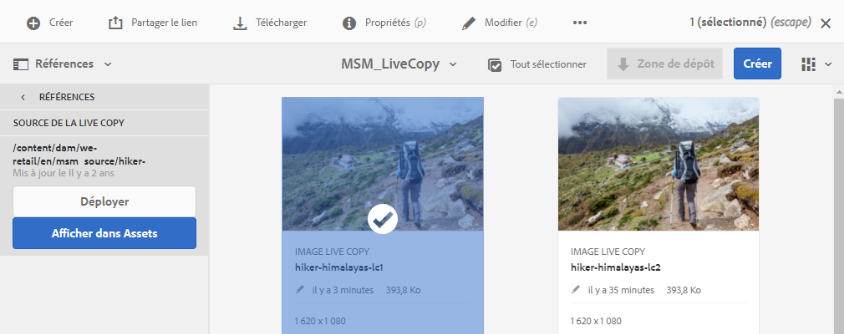 Créer Partager le lien Télécharger Propriétés (p) Modifier (e) ••• 1 (sélectionné) (escape)
Références MSM_LiveCopy Tout sélectionner Zone de dépôt Créer
RÉFÉRENCES
SOURCE DE LA LIVE COPY
/content/dam/we-
retail/en/msm_source/hiker-
Mis à jour le Il y a 2 ans
Déployer
Afficher dans Assets
IMAGE LIVE COPY
hiker-himalayas-lc1
il y a 3 minutes 393,8 Ko
1 620 x 1 080
IMAGE LIVE COPY
hiker-himalayas-lc2
il y a 35 minutes 393,8 Ko
1 620 x 1 080